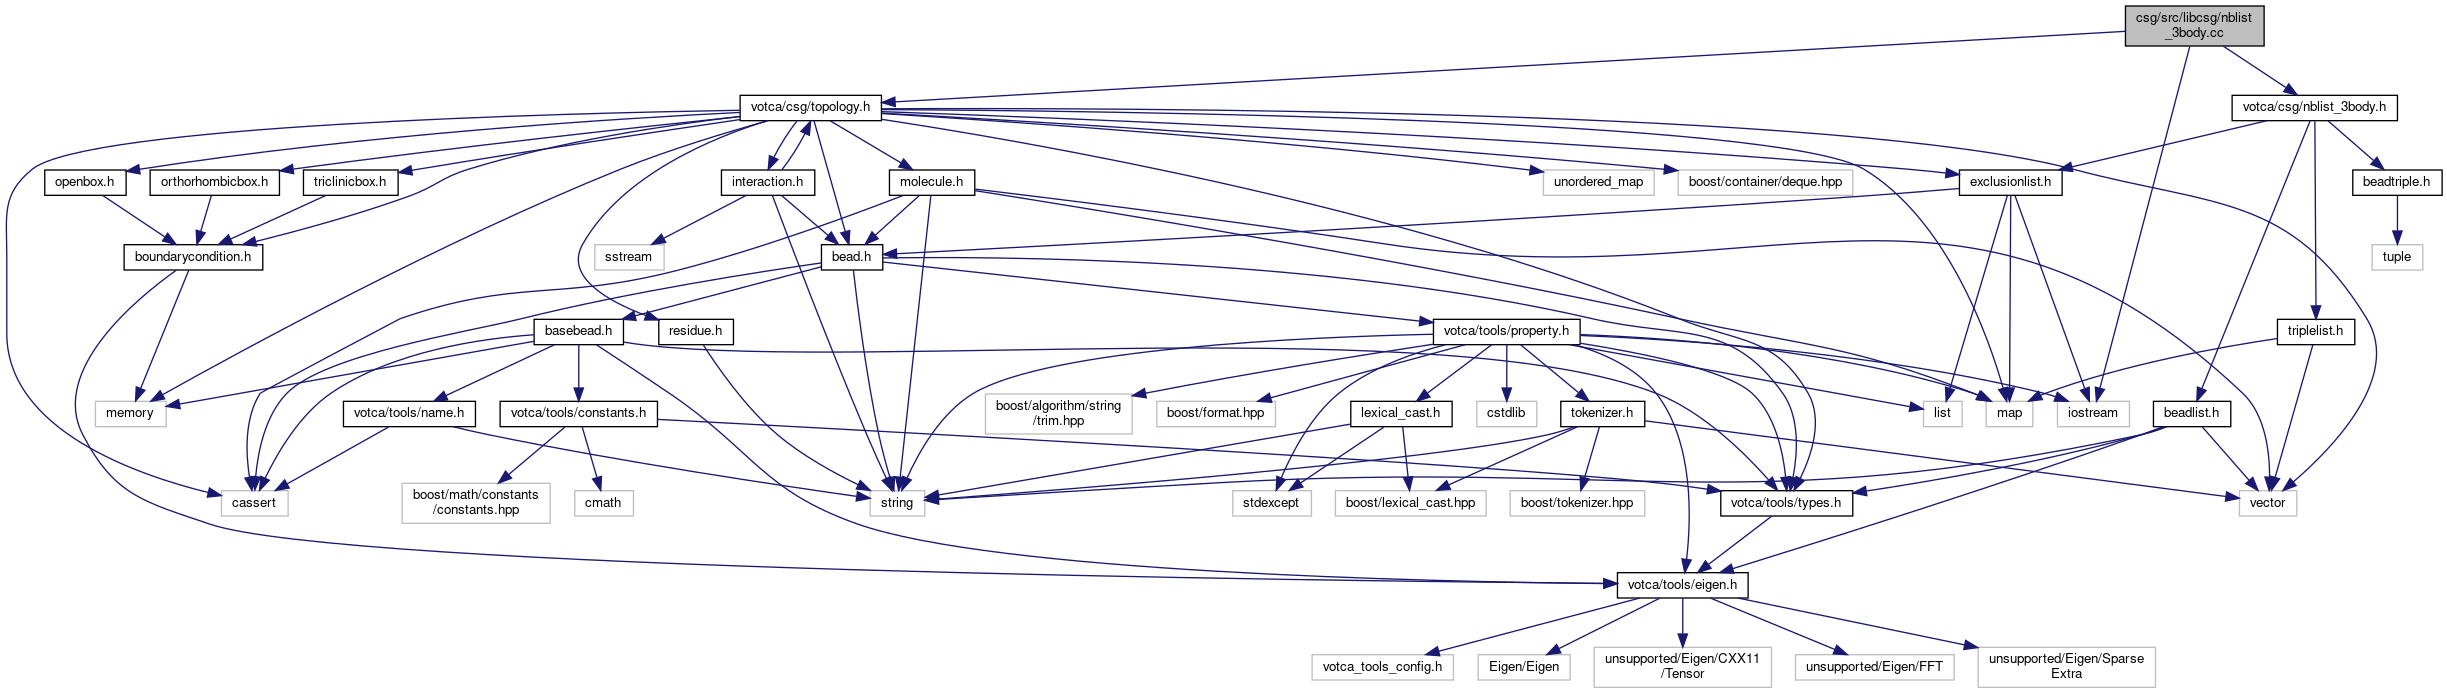 csg/src/libcsg/nblist
_3body.cc
votca/csg/topology.h
votca/csg/nblist_3body.h
openbox.h
orthorhombicbox.h
triclinicbox.h
interaction.h
molecule.h
unordered_map
boost/container/deque.hpp
exclusionlist.h
beadtriple.h
boundarycondition.h
sstream
bead.h
tuple
basebead.h
residue.h
votca/tools/property.h
triplelist.h
memory
votca/tools/name.h
votca/tools/constants.h
boost/algorithm/string
/trim.hpp
boost/format.hpp
lexical_cast.h
cstdlib
tokenizer.h
list
map
iostream
beadlist.h
cassert
boost/math/constants
/constants.hpp
cmath
string
stdexcept
boost/lexical_cast.hpp
boost/tokenizer.hpp
votca/tools/types.h
vector
votca/tools/eigen.h
votca_tools_config.h
Eigen/Eigen
unsupported/Eigen/CXX11
/Tensor
unsupported/Eigen/FFT
unsupported/Eigen/Sparse
Extra